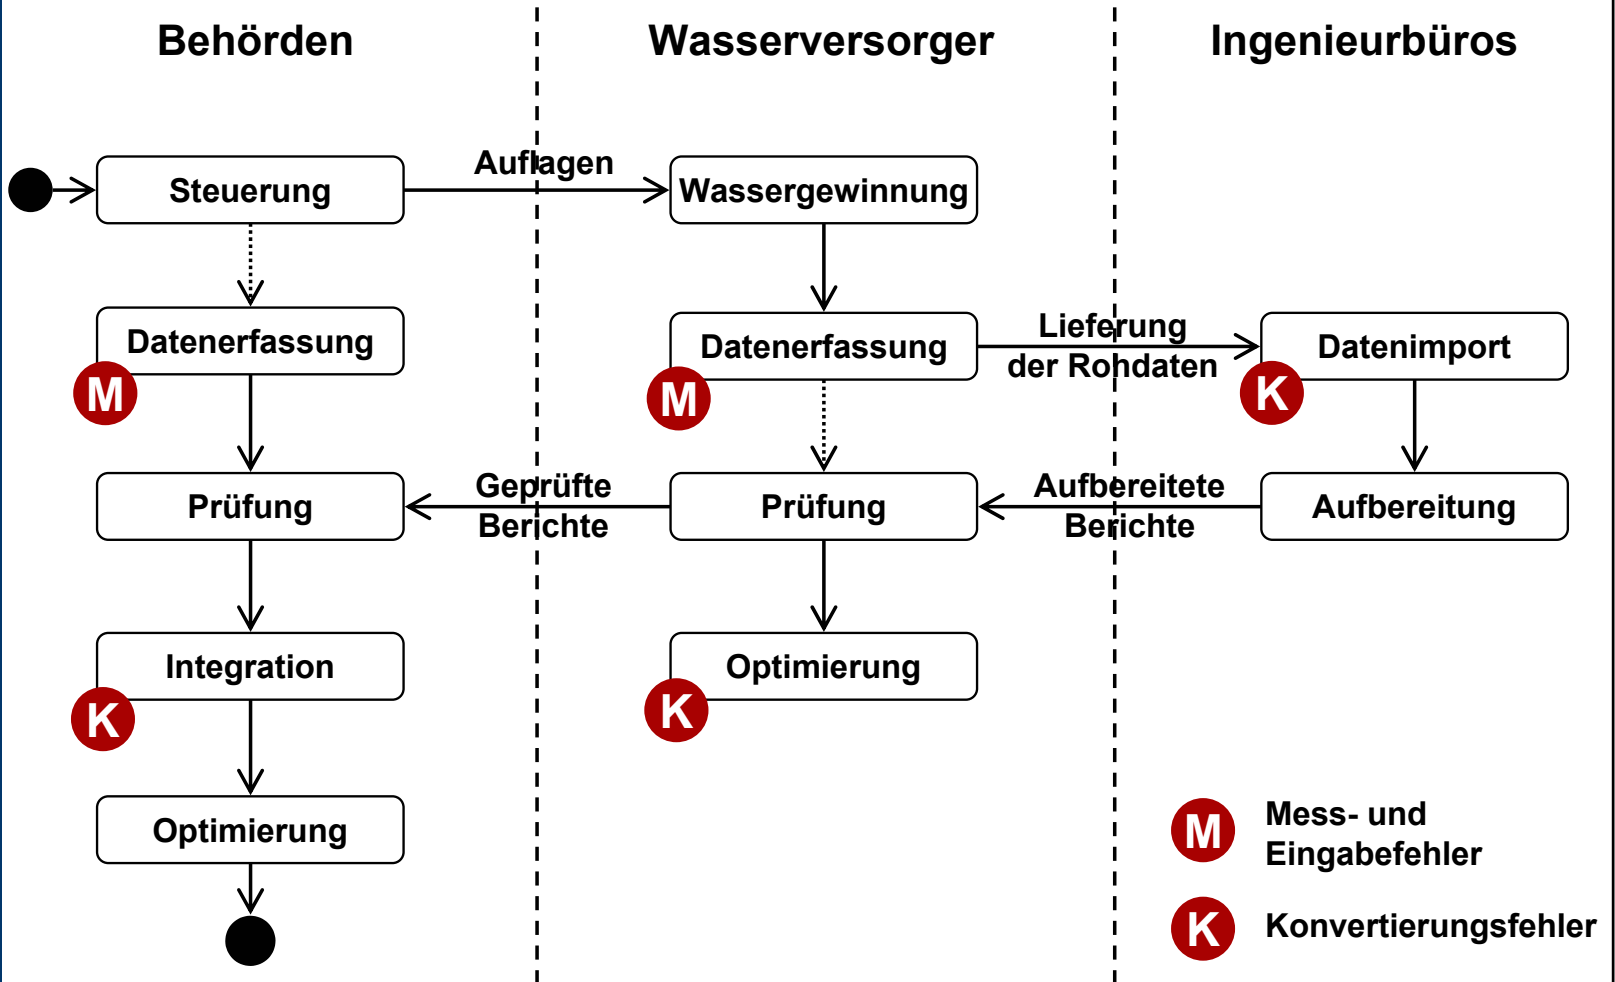 Behörden
Wasserversorger
Ingenieurbüros
Auflagen
Steuerung
Wassergewinnung
Datenerfassung
M
Datenerfassung
M
Lieferung
der Rohdaten
Datenimport
K
Prüfung
Geprüfte
Berichte
Prüfung
Aufbereitete
Berichte
Aufbereitung
Integration
K
Optimierung
K
Optimierung
M
Mess- und
Eingabefehler
K
Konvertierungsfehler